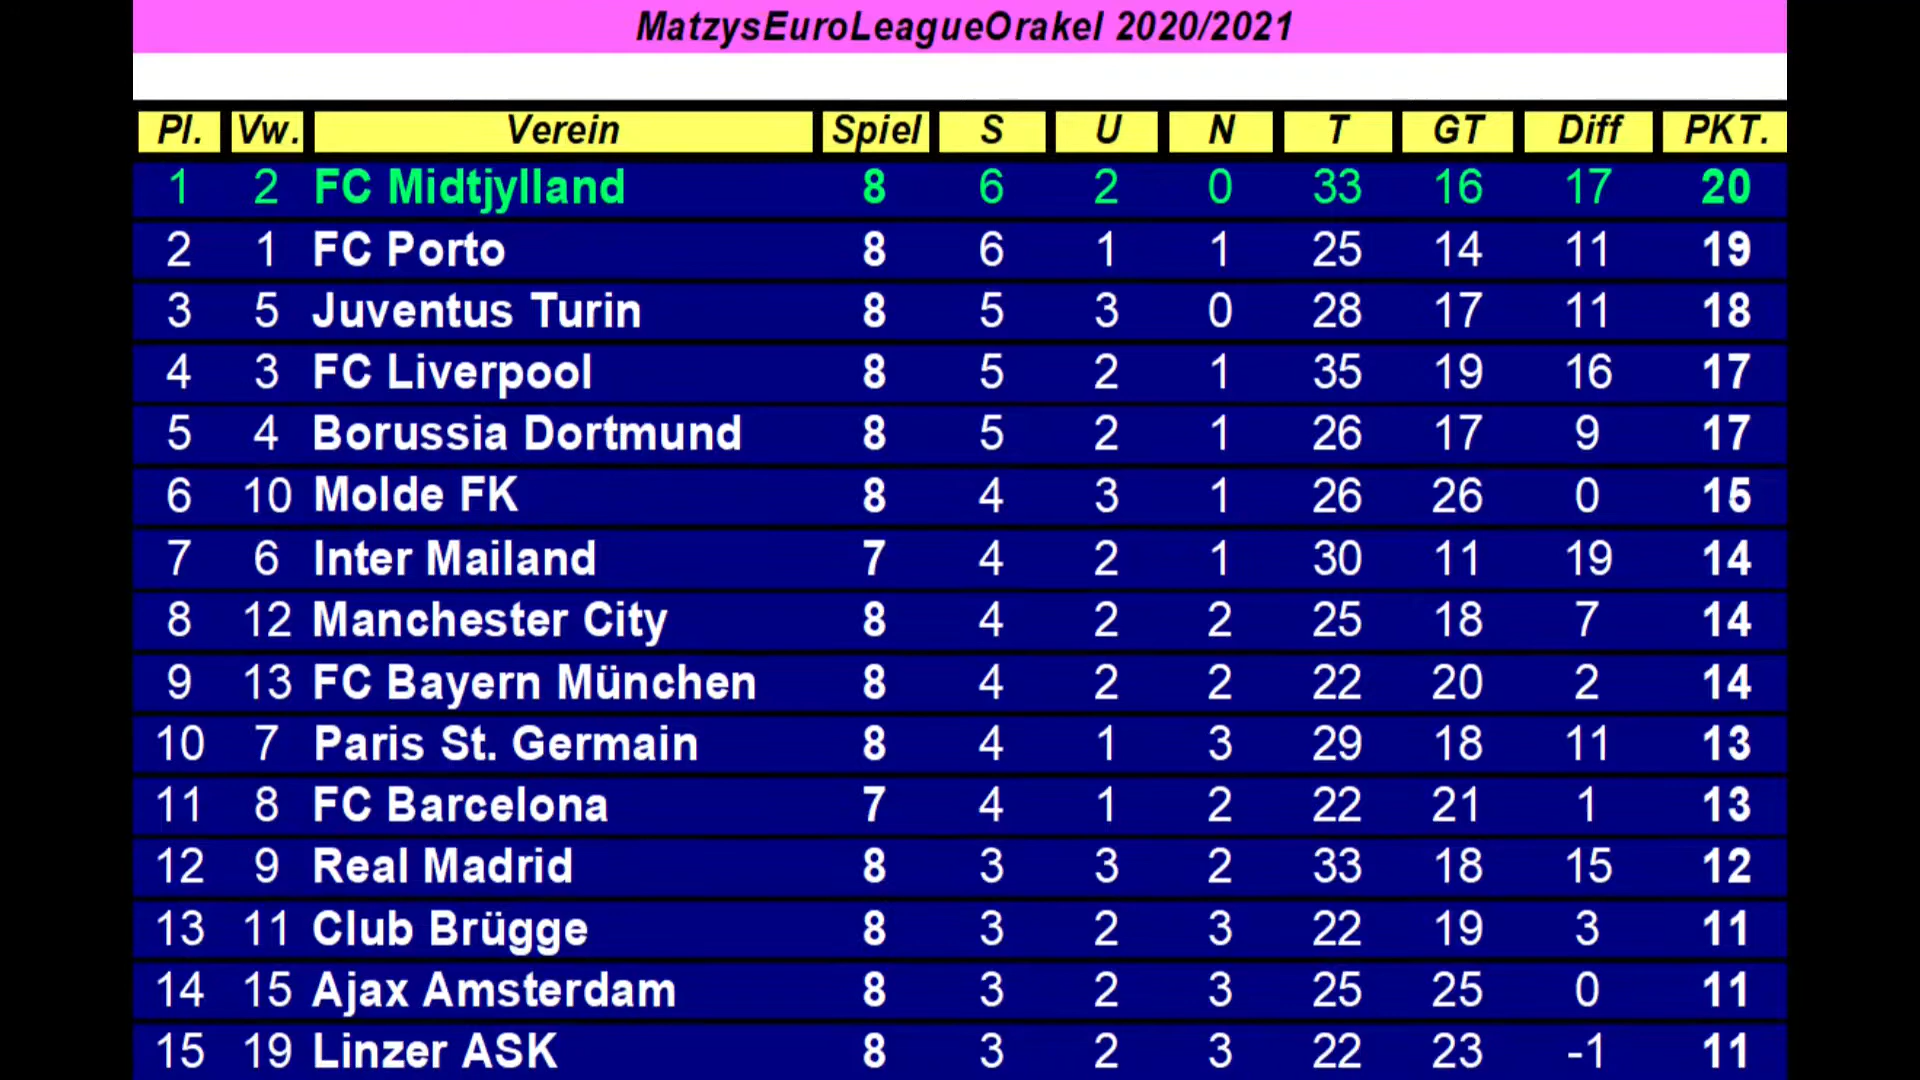 MatzysEuroLeagueOrakel 2020/2021
Pl. Vw. Verein Spiel S U N T GT Diff PKT.
1 2 FC Midtjylland 8 6 2 0 33 16 17 20
2 1 FC Porto 8 6 1 1 25 14 11 19
3 5 Juventus Turin 8 5 3 0 28 17 11 18
4 3 FC Liverpool 8 5 2 1 35 19 16 17
5 4 Borussia Dortmund 8 5 2 1 26 17 9 17
6 10 Molde FK 8 4 3 1 26 26 0 15
7 6 Inter Mailand 7 4 2 1 30 11 19 14
8 12 Manchester City 8 4 2 2 25 18 7 14
9 13 FC Bayern München 8 4 2 2 22 20 2 14
10 7 Paris St. Germain 8 4 1 3 29 18 11 13
11 8 FC Barcelona 7 4 1 2 22 21 1 13
12 9 Real Madrid 8 3 3 2 33 18 15 12
13 11 Club Brügge 8 3 2 3 22 19 3 11
14 15 Ajax Amsterdam 8 3 2 3 25 25 0 11
15 19 Linzer ASK 8 3 2 3 22 23 -1 11